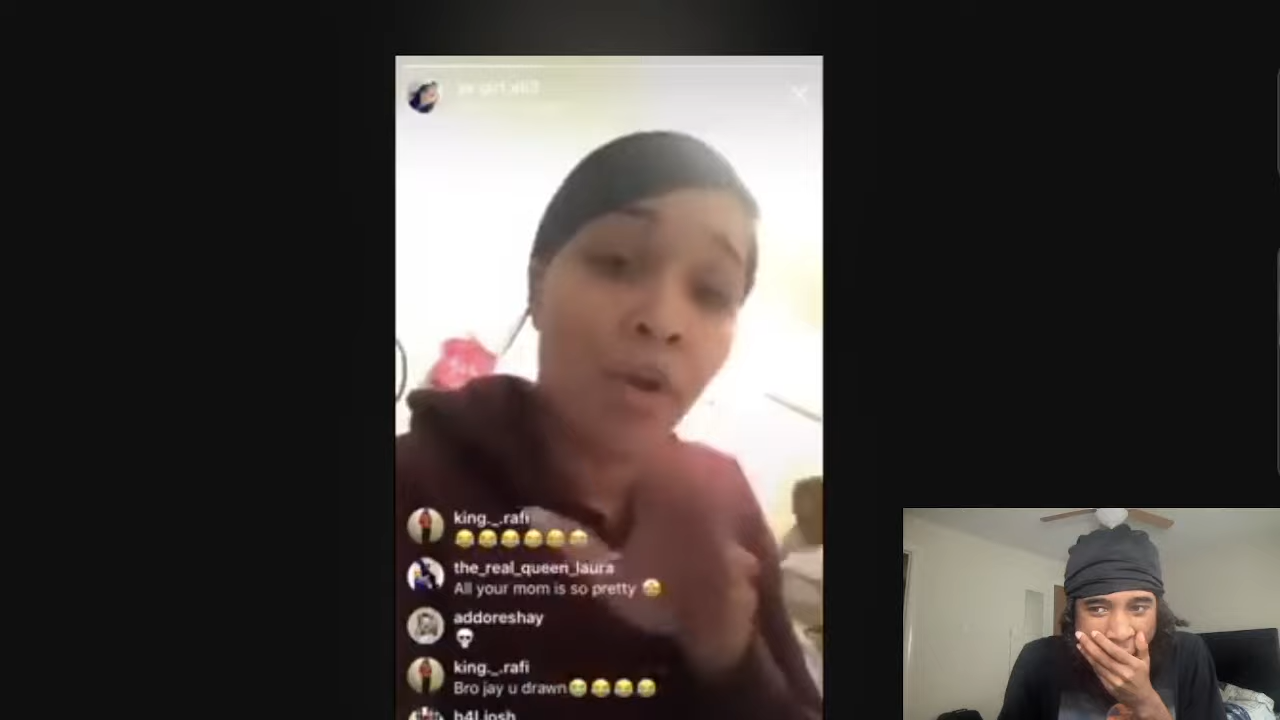 king._.rafi
😂😂😂😂😂😂
the_real_queen_laura
All your mom is so pretty 🤩
addoreshay
💀
king._.rafi
Bro jay u drawn😂😂😂😂